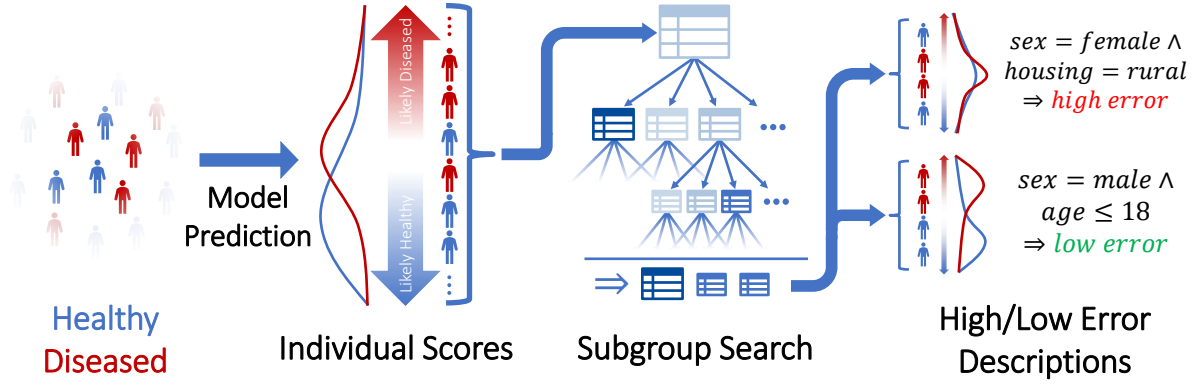 Healthy
Diseased
Model
Prediction
Likely Diseased
Likely Healthy
Individual Scores
Subgroup Search
sex = female ∧
housing = rural
⇒ high error
sex = male ∧
age ≤ 18
⇒ low error
High/Low Error
Descriptions